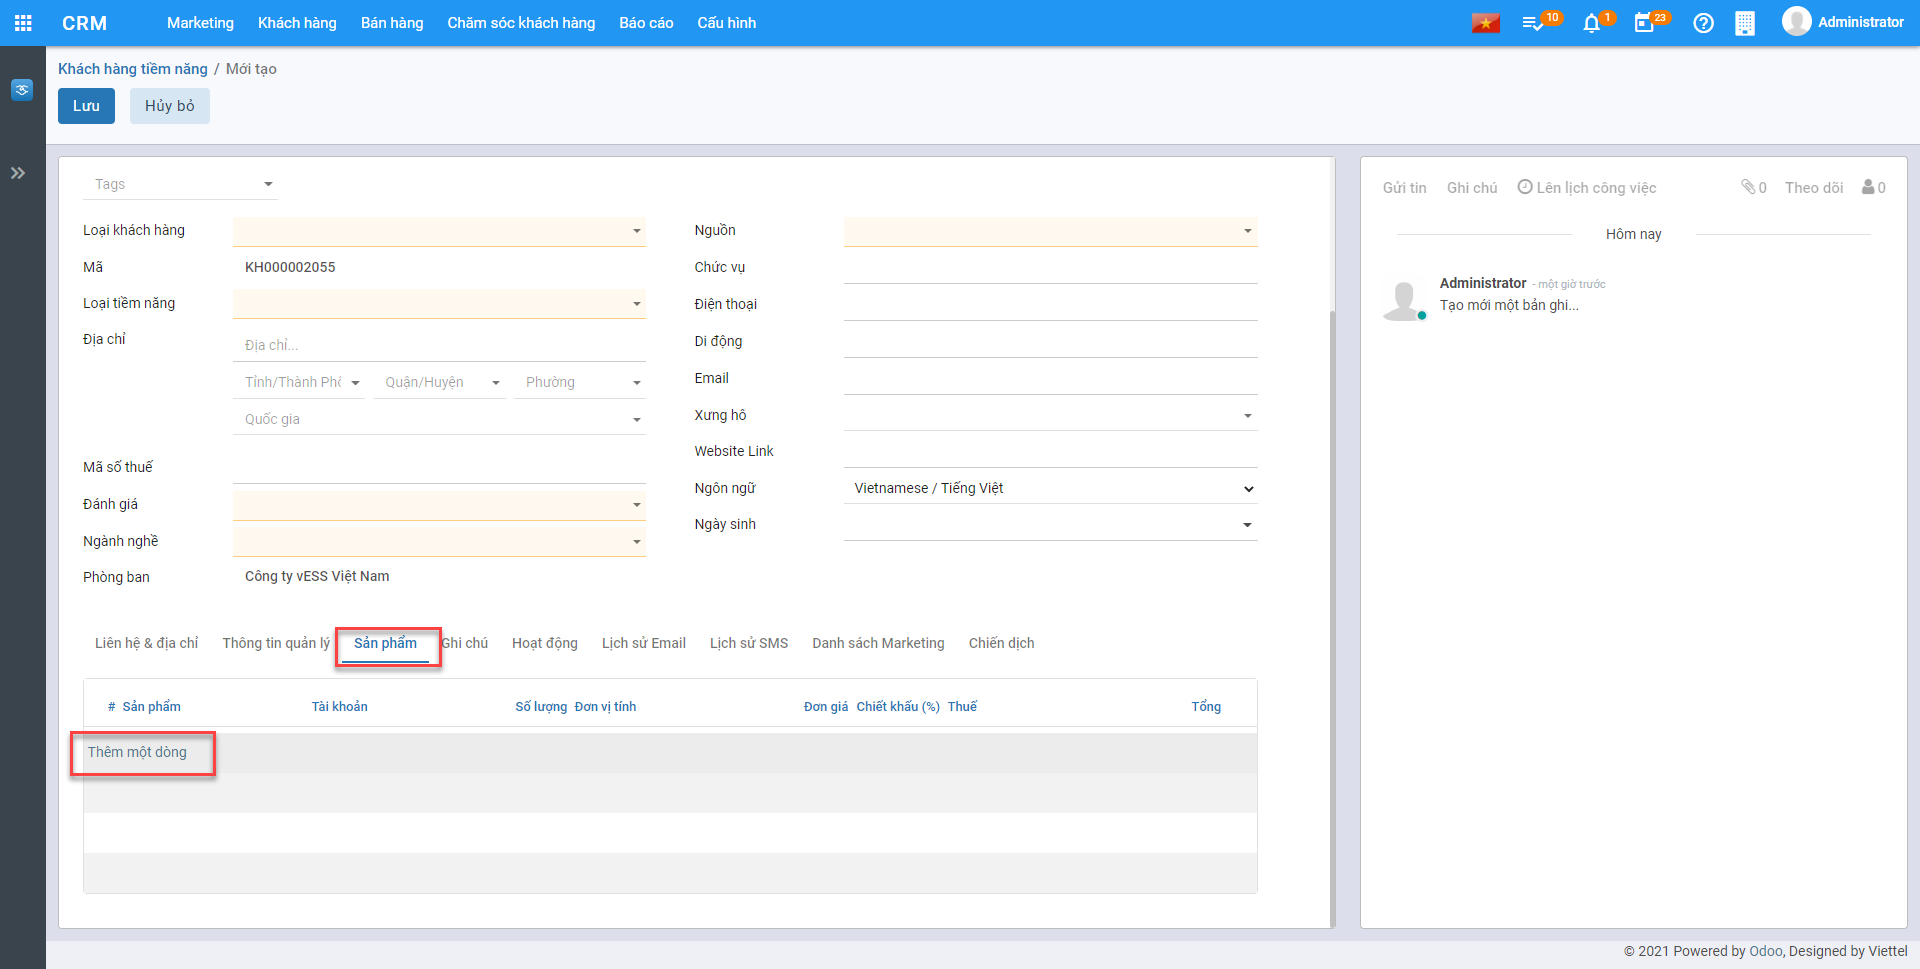 CRM Marketing Khách hàng Bán hàng Chăm sóc khách hàng Báo cáo Cấu hình 10 1 23 Administrator
Khách hàng tiềm năng / Mới tạo
Lưu Hủy bỏ
Tags
Loại khách hàng
Mã KH000002055
Loại tiềm năng
Địa chỉ Địa chỉ...
Tỉnh/Thành Phố Quận/Huyện Phường
Quốc gia
Mã số thuế
Đánh giá
Ngành nghề
Phòng ban Công ty vESS Việt Nam
Nguồn
Chức vụ
Điện thoại
Di động
Email
Xưng hô
Website Link
Ngôn ngữ Vietnamese / Tiếng Việt
Ngày sinh
Liên hệ & địa chỉ Thông tin quản lý Sản phẩm Ghi chú Hoạt động Lịch sử Email Lịch sử SMS Danh sách Marketing Chiến dịch
# Sản phẩm Tài khoản Số lượng Đơn vị tính Đơn giá Chiết khấu (%) Thuế Tổng
Thêm một dòng
Gửi tin Ghi chú Lên lịch công việc 0 Theo dõi 0
Hôm nay
Administrator - một giờ trước
Tạo mới một bản ghi...
© 2021 Powered by Odoo, Designed by Viettel